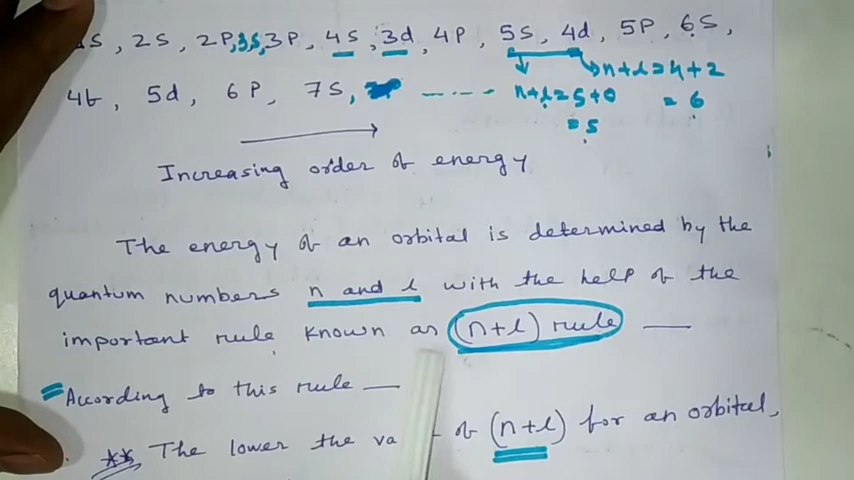 S, 2S, 2P, 3S, 3P, 4S, 3d, 4P, 5S, 4d, 5P, 6S,
n+l=4+2
4f, 5d, 6P, 7S, ------ n+l=5+0 = 6
= 5
Increasing order of energy
The energy of an orbital is determined by the
quantum numbers n and l with the help of the
important rule known as (n+l) rule —
= According to this rule —
** The lower the va of (n+l) for an orbital,